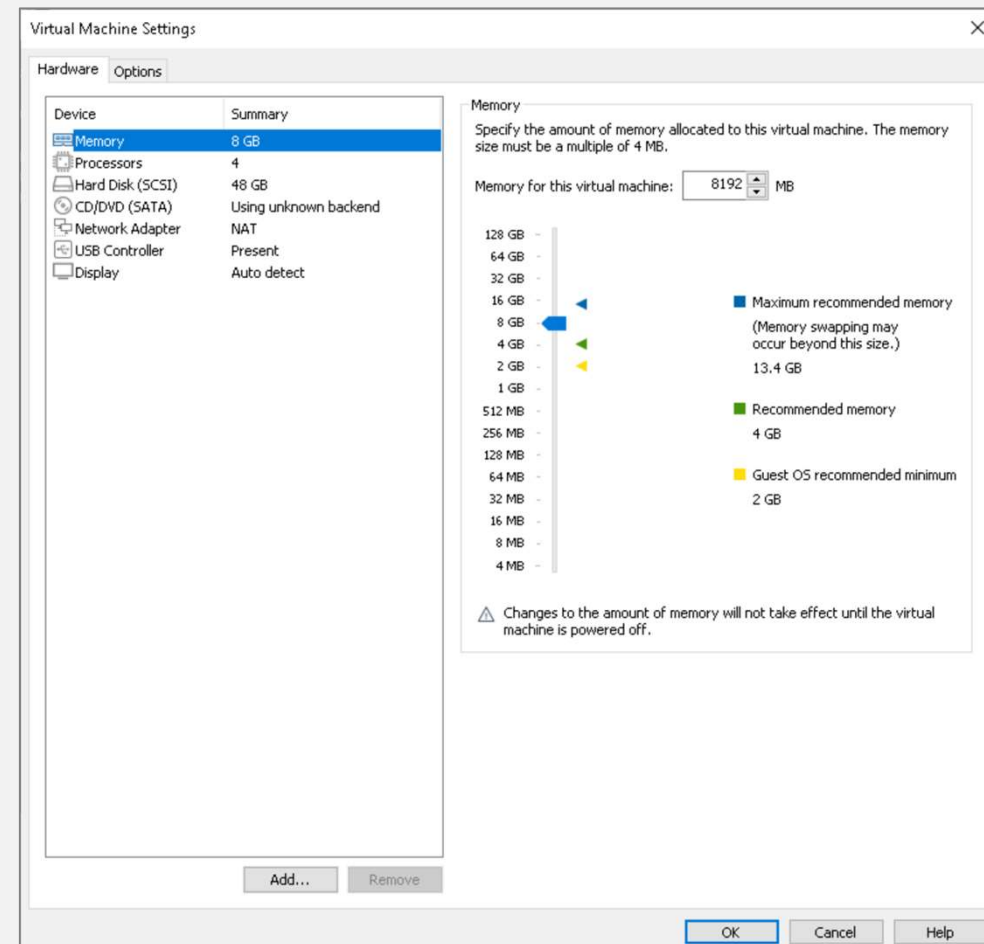 Virtual Machine Settings
Hardware Options
Device Summary
Memory 8 GB
Processors 4
Hard Disk (SCSI) 48 GB
CD/DVD (SATA) Using unknown backend
Network Adapter NAT
USB Controller Present
Display Auto detect
Add... Remove
Memory
Specify the amount of memory allocated to this virtual machine. The memory
size must be a multiple of 4 MB.
Memory for this virtual machine: 8192 MB
128 GB
64 GB
32 GB
16 GB
8 GB
4 GB
2 GB
1 GB
512 MB
256 MB
128 MB
64 MB
32 MB
16 MB
8 MB
4 MB
Maximum recommended memory
(Memory swapping may
occur beyond this size.)
13.4 GB
Recommended memory
4 GB
Guest OS recommended minimum
2 GB
Changes to the amount of memory will not take effect until the virtual
machine is powered off.
OK Cancel Help